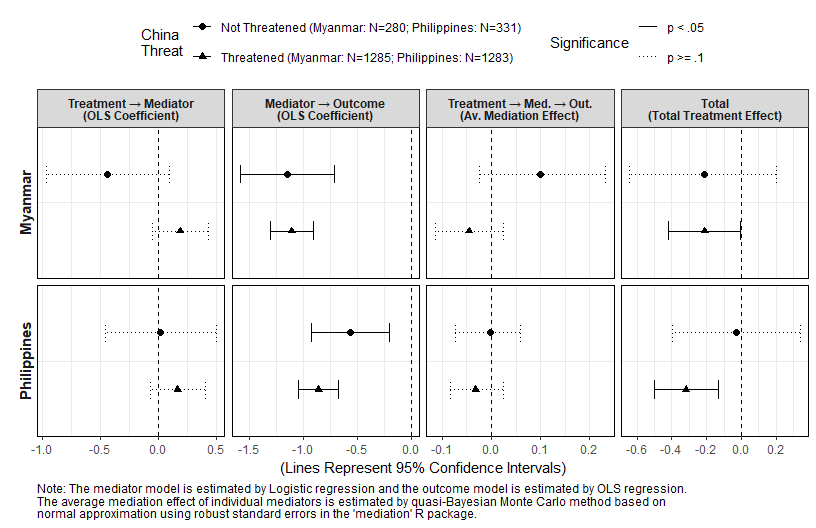 China
Threat
Not Threatened (Myanmar: N=280; Philippines: N=331)
Threatened (Myanmar: N=1285; Philippines: N=1283)
Significance
p < .05
p >= .1
Treatment → Mediator
(OLS Coefficient)
Mediator → Outcome
(OLS Coefficient)
Treatment → Med. → Out.
(Av. Mediation Effect)
Total
(Total Treatment Effect)
Myanmar
Philippines
-1.0 -0.5 0.0 0.5
-1.5 -1.0 -0.5 0.0
-0.1 0.0 0.1 0.2
-0.6 -0.4 -0.2 0.0 0.2
(Lines Represent 95% Confidence Intervals)
Note: The mediator model is estimated by Logistic regression and the outcome model is estimated by OLS regression.
The average mediation effect of individual mediators is estimated by quasi-Bayesian Monte Carlo method based on
normal approximation using robust standard errors in the 'mediation' R package.